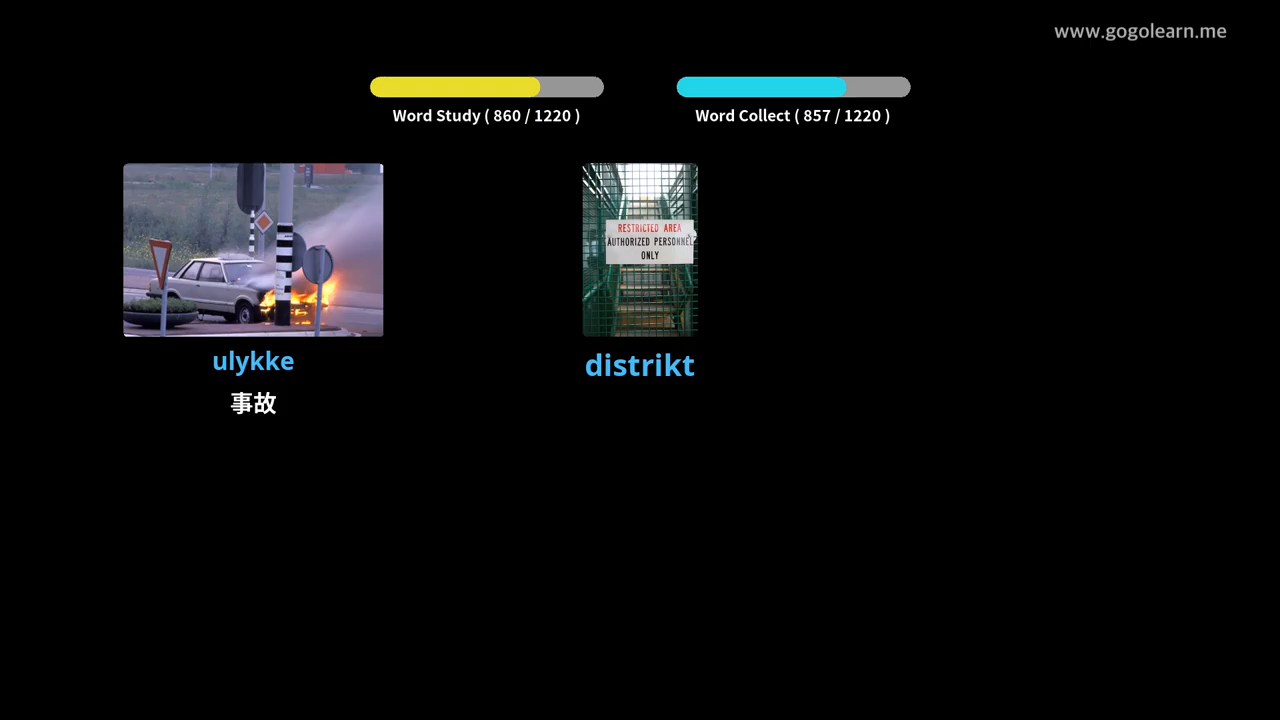 www.gogolearn.me
Word Study ( 860 / 1220 )
Word Collect ( 857 / 1220 )
RESTRICTED AREA
AUTHORIZED PERSONNEL
ONLY
ulykke
distrikt
事故